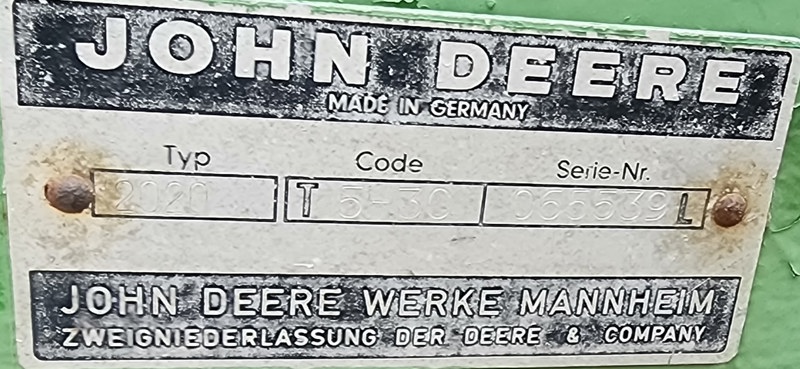 JOHN DEERE
MADE IN GERMANY
Typ Code Serie-Nr.
2020 T 5-30 065539 L
JOHN DEERE WERKE MANNHEIM
ZWEIGNIEDERLASSUNG DER DEERE & COMPANY